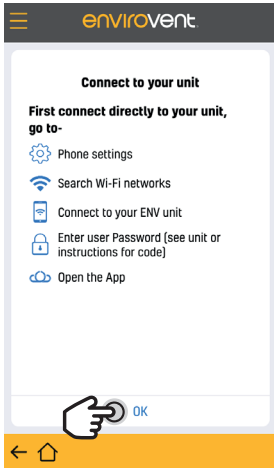 envirovent.
Connect to your unit
First connect directly to your unit,
go to-
Phone settings
Search Wi-Fi networks
Connect to your ENV unit
Enter user Password (see unit or
instructions for code)
Open the App
OK